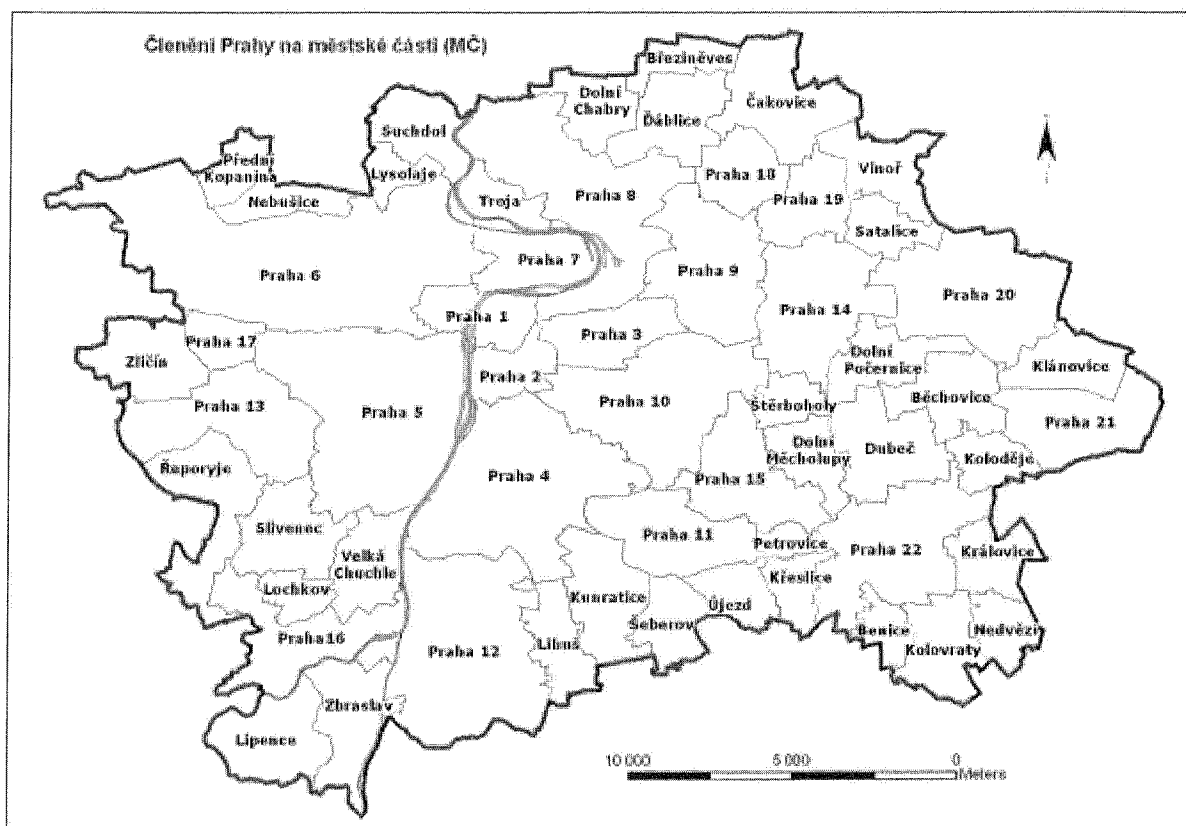 Členění Prahy na městské části (MČ)
Březiněves
Dolní
Chabry
Ďáblice
Čakovice
Suchdol
Přední
Kopanina
Lysolaje
Nebušice
Troja
Praha 8
Praha 18
Praha 19
Vinoř
Satalice
Praha 6
Praha 7
Praha 9
Praha 20
Praha 1
Praha 3
Praha 14
Praha 17
Zličín
Praha 2
Dolní
Počernice
Klánovice
Praha 13
Praha 5
Praha 10
Štěrboholy
Běchovice
Praha 21
Řeporyje
Praha 4
Praha 15
Dolní
Měcholupy
Dubeč
Koloděje
Slivenec
Velká
Chuchle
Praha 11
Petrovice
Praha 22
Královice
Lochkov
Kunratice
Křeslice
Újezd
Šeberov
Praha16
Praha 12
Libuš
Benice
Kolovraty
Nedvězí
Zbraslav
Lipence
10 000 5 000 0
Meters